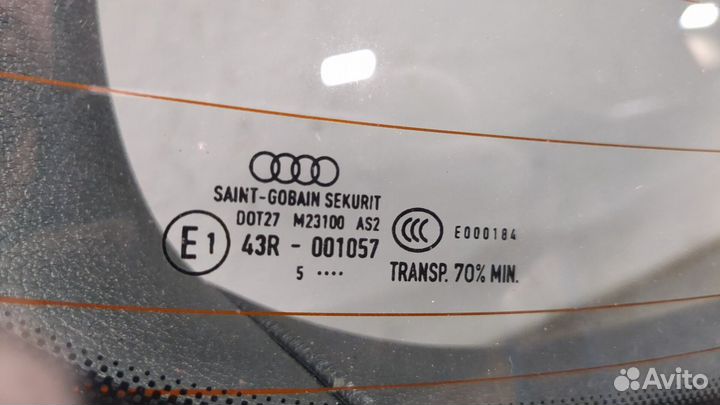 SAINT-GOBAIN SEKURIT
DOT27 M23100 AS2
E1 43R - 001057
CCC E000184
5 ....
TRANSP. 70% MIN.
Avito